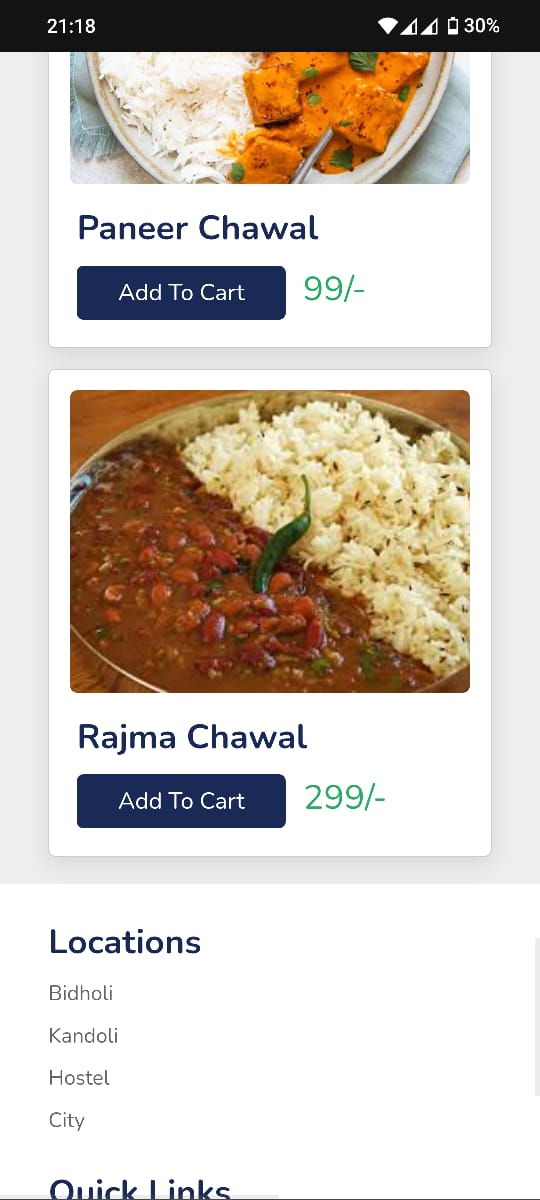 21:18
30%
Paneer Chawal
Add To Cart 99/-
Rajma Chawal
Add To Cart 299/-
Locations
Bidholi
Kandoli
Hostel
City
Quick Links